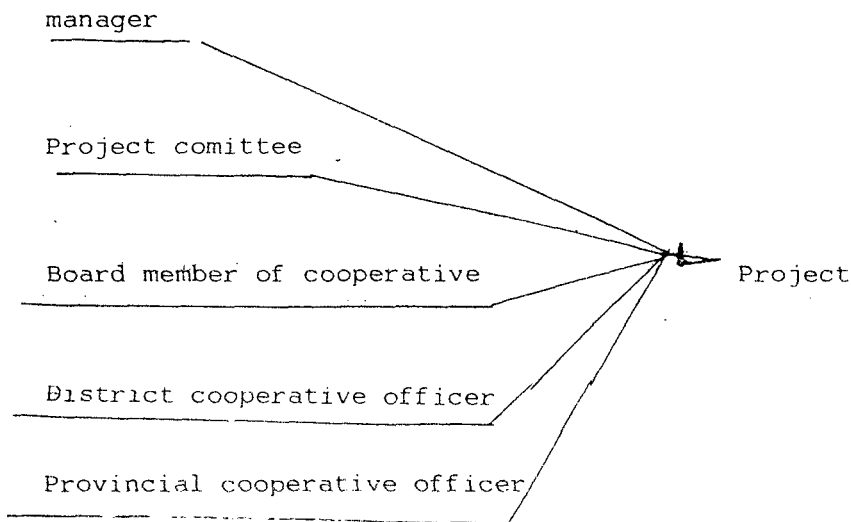 manager
Project comittee
Board member of cooperative
Project
District cooperative officer
Provincial cooperative officer